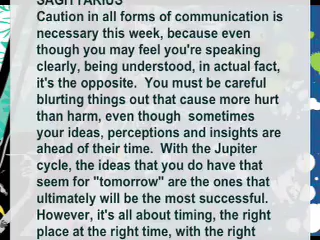 SAGITTARIUS
Caution in all forms of communication is
necessary this week, because even
though you may feel you're speaking
clearly, being understood, in actual fact,
it's the opposite.  You must be careful
blurting things out that cause more hurt
than harm, even though  sometimes
your ideas, perceptions and insights are
ahead of their time.  With the Jupiter
cycle, the ideas that you do have that
seem for "tomorrow" are the ones that
ultimately will be the most successful.
However, it's all about timing, the right
place at the right time, with the right